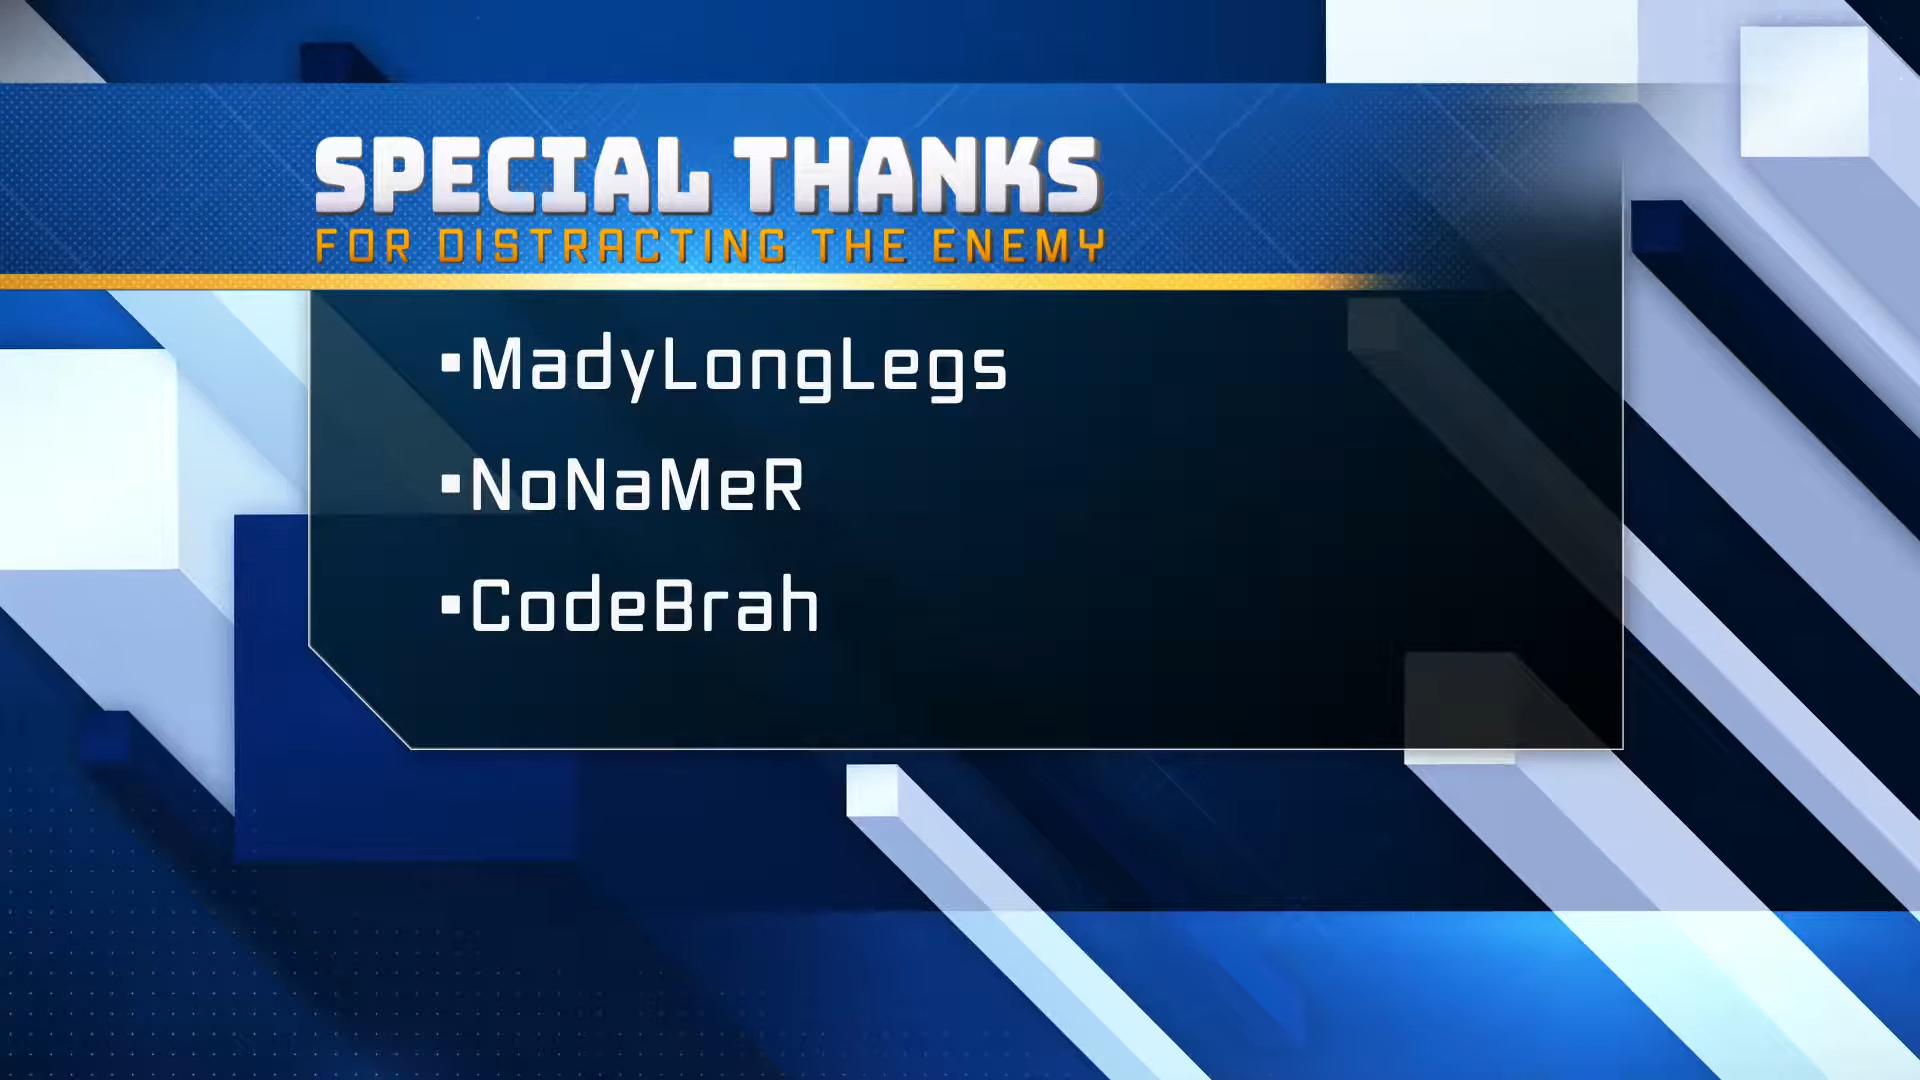 SPECIAL THANKS
FOR DISTRACTING THE ENEMY
▪MadyLongLegs
▪NoNaMeR
▪CodeBrah